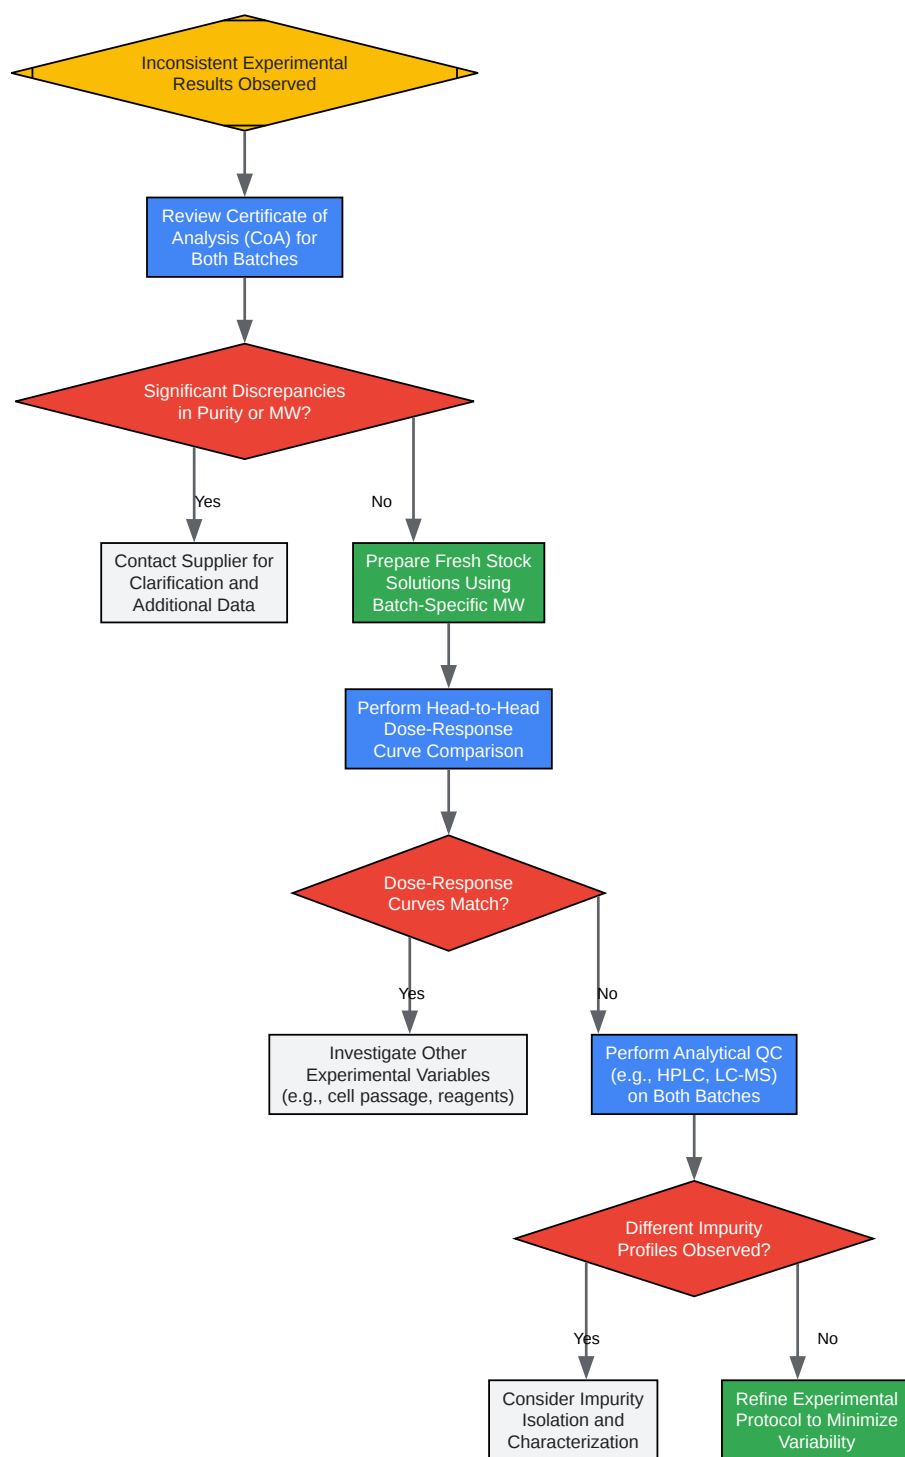 Inconsistent Experimental
Results Observed
Review Certificate of
Analysis (CoA) for
Both Batches
Significant Discrepancies
in Purity or MW?
Yes
No
Contact Supplier for
Clarification and
Additional Data
Prepare Fresh Stock
Solutions Using
Batch-Specific MW
Perform Head-to-Head
Dose-Response
Curve Comparison
Dose-Response
Curves Match?
Yes
No
Investigate Other
Experimental Variables
(e.g., cell passage, reagents)
Perform Analytical QC
(e.g., HPLC, LC-MS)
on Both Batches
Different Impurity
Profiles Observed?
Yes
No
Consider Impurity
Isolation and
Characterization
Refine Experimental
Protocol to Minimize
Variability